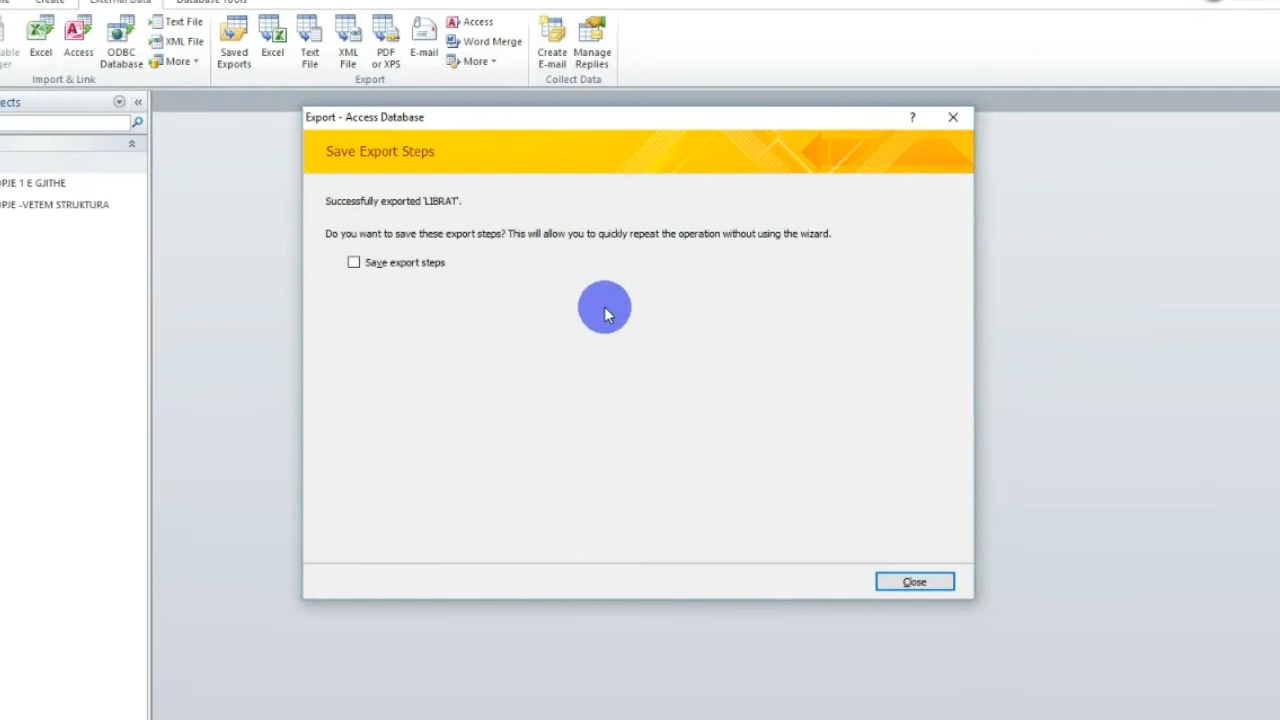 Create External Data Database Tools
Excel Access ODBC Database Text File XML File More
Saved Exports Excel Text File XML File PDF or XPS E-mail Access Word Merge More
Create E-mail Manage Replies
Import & Link Export Collect Data
ects
PJE 1 E GJITHE
PJE -VETEM STRUKTURA
Export - Access Database
Save Export Steps
Successfully exported 'LIBRAT'.
Do you want to save these export steps? This will allow you to quickly repeat the operation without using the wizard.
Save export steps
Close